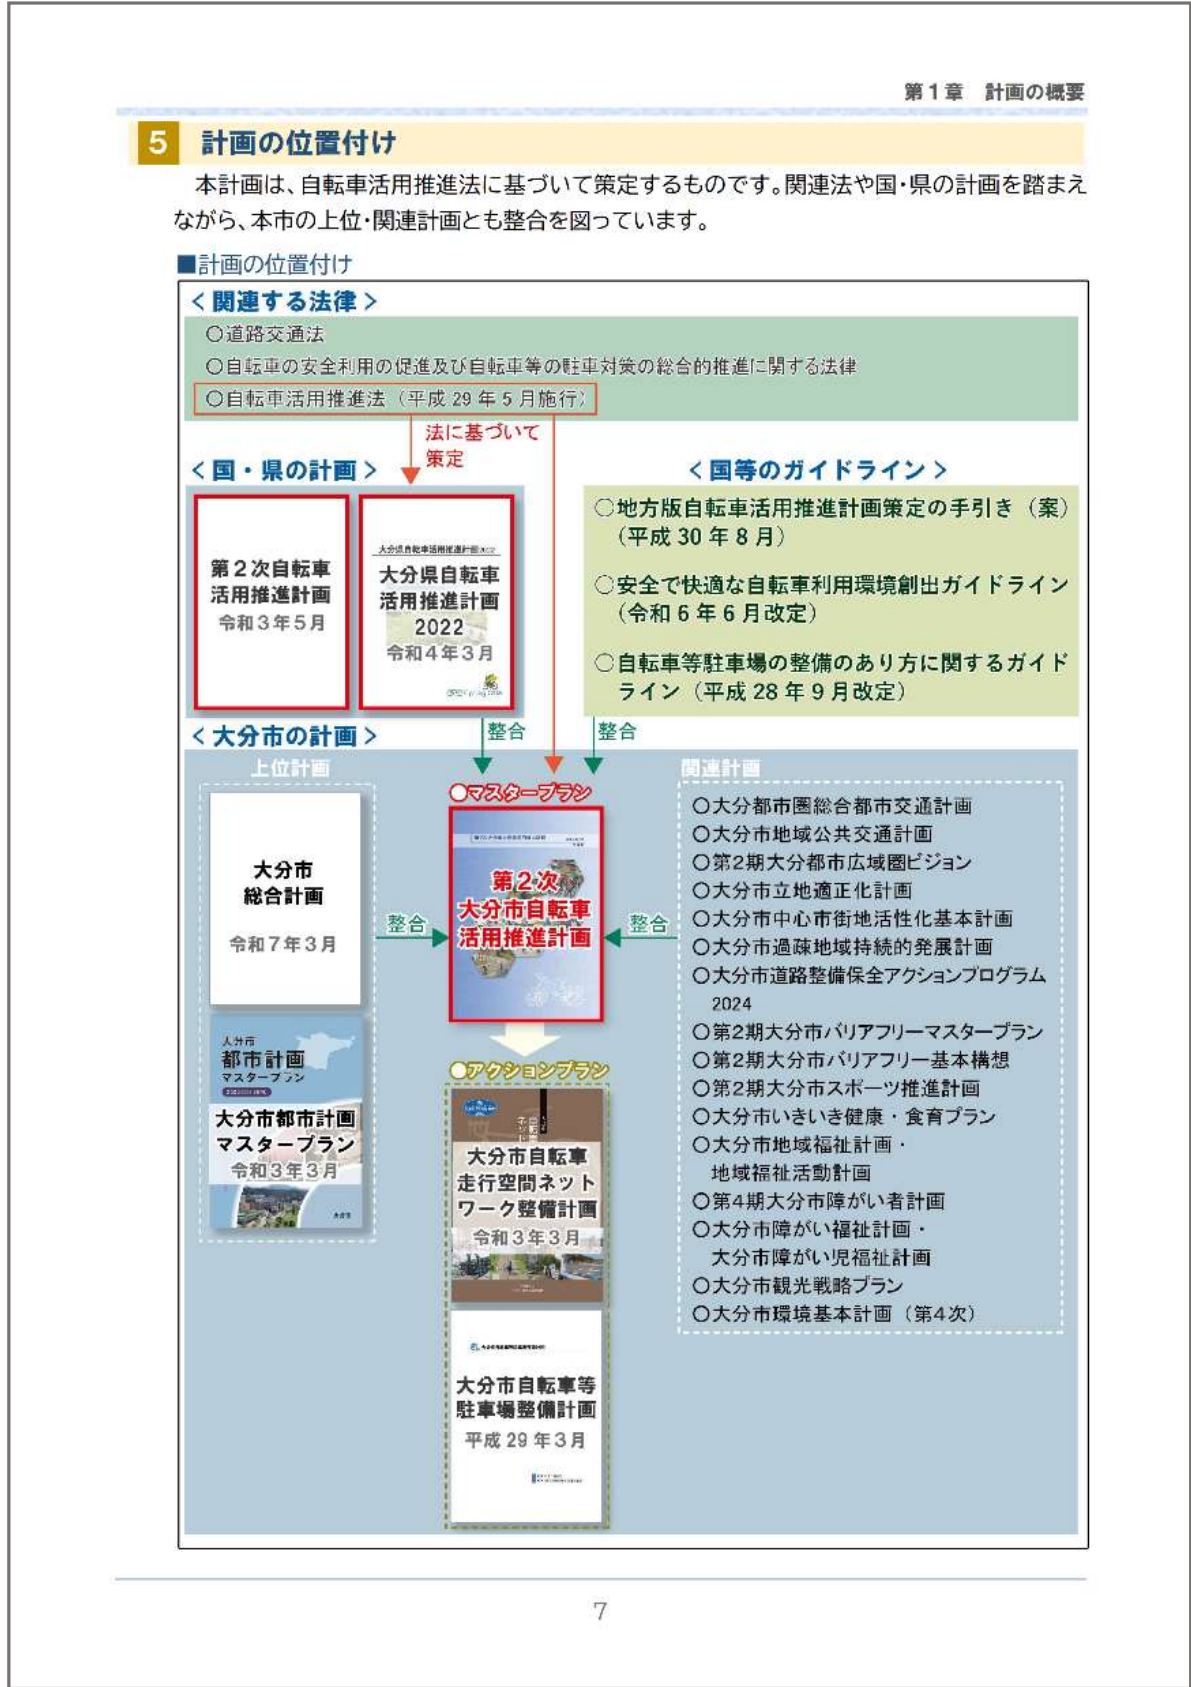 第1章 計画の概要
5 計画の位置付け
本計画は、自転車活用推進法に基づいて策定するものです。関連法や国・県の計画を踏まえ
ながら、本市の上位・関連計画とも整合を図っています。
■計画の位置付け
＜関連する法律＞
○道路交通法
○自転車の安全利用の促進及び自転車等の駐車対策の総合的推進に関する法律
○自転車活用推進法（平成29年5月施行）
法に基づいて
策定
＜国・県の計画＞
第2次自転車
活用推進計画
令和3年5月
大分県自転車活用推進計画2022
大分県自転車
活用推進計画
2022
令和4年3月
＜国等のガイドライン＞
○地方版自転車活用推進計画策定の手引き（案）
（平成30年8月）
○安全で快適な自転車利用環境創出ガイドライン
（令和6年6月改定）
○自転車等駐車場の整備のあり方に関するガイド
ライン（平成28年9月改定）
整合
整合
＜大分市の計画＞
上位計画
大分市
総合計画
令和7年3月
大分市
都市計画
マスタープラン
大分市都市計画
マスタープラン
令和3年3月
大分市
整合
○マスタープラン
第2次
大分市自転車
活用推進計画
整合
○アクションプラン
大分市自転車
走行空間ネット
ワーク整備計画
令和3年3月
大分市自転車等
駐車場整備計画
平成29年3月
関連計画
○大分都市圏総合都市交通計画
○大分市地域公共交通計画
○第2期大分都市広域圏ビジョン
○大分市立地適正化計画
○大分市中心市街地活性化基本計画
○大分市過疎地域持続的発展計画
○大分市道路整備保全アクションプログラム
2024
○第2期大分市バリアフリーマスタープラン
○第2期大分市バリアフリー基本構想
○第2期大分市スポーツ推進計画
○大分市いきいき健康・食育プラン
○大分市地域福祉計画・
地域福祉活動計画
○第4期大分市障がい者計画
○大分市障がい福祉計画・
大分市障がい児福祉計画
○大分市観光戦略プラン
○大分市環境基本計画（第4次）
7